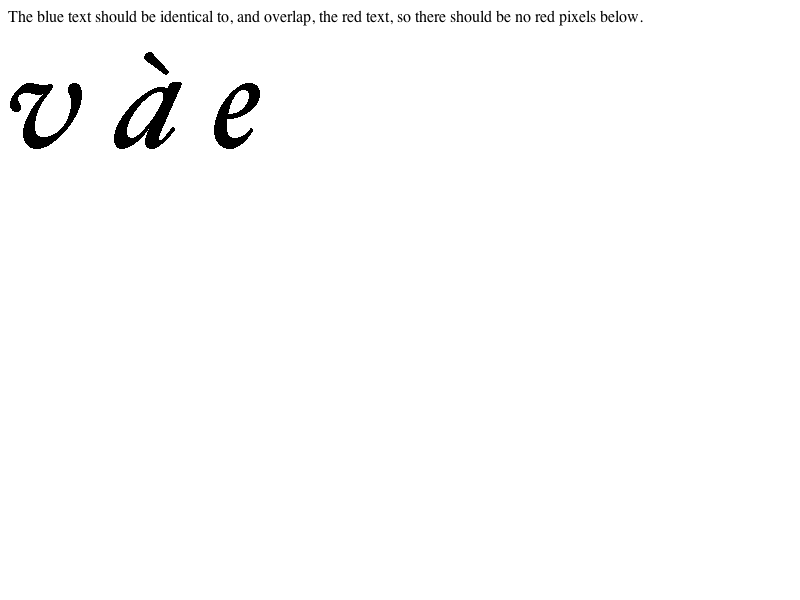 The blue text should be identical to, and overlap, the red text, so there should be no red pixels below.
v à e